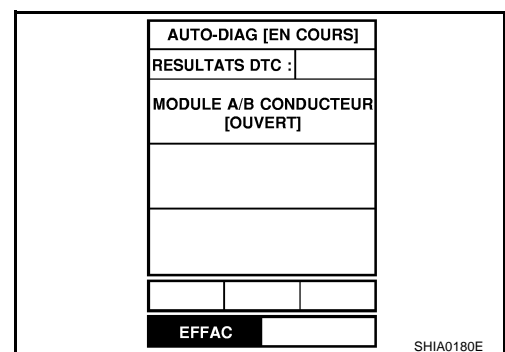 AUTO-DIAG [EN COURS]
RESULTATS DTC :
MODULE A/B CONDUCTEUR
[OUVERT]
EFFAC
SHIA0180E